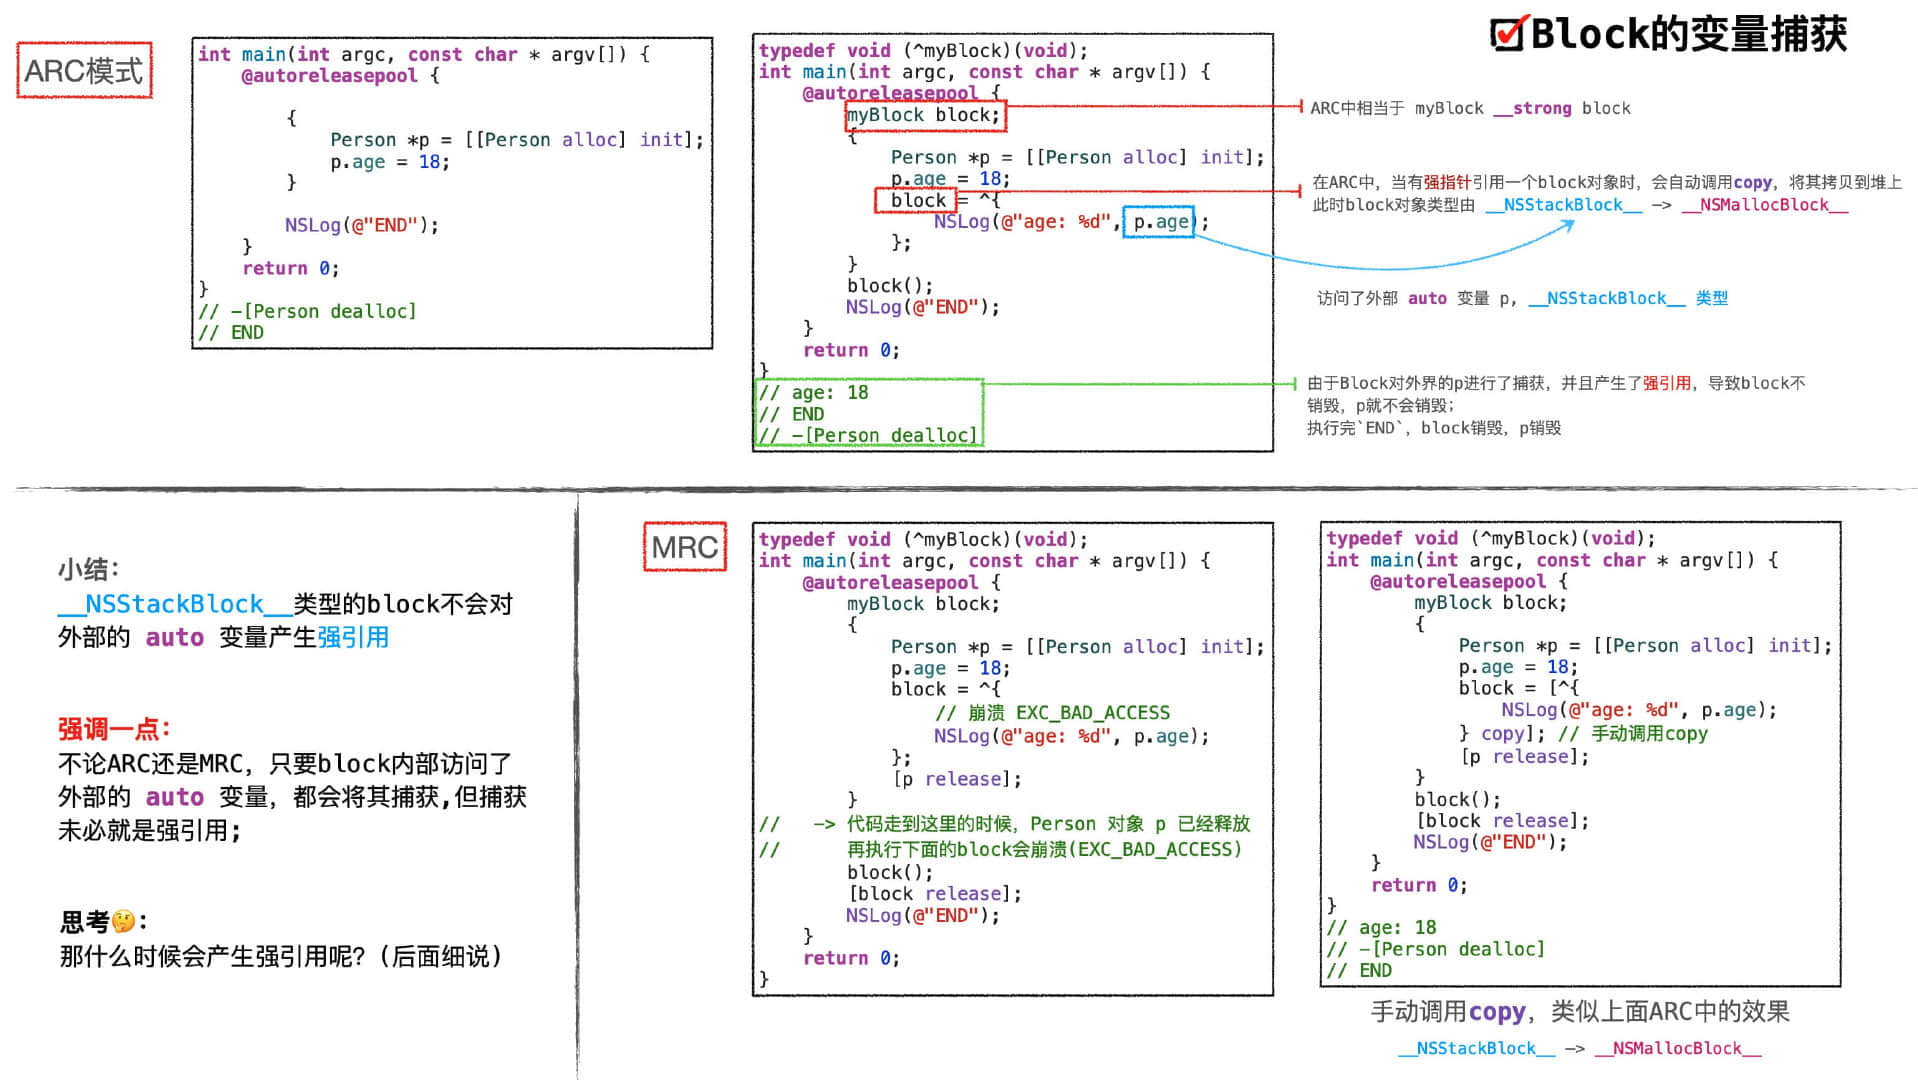 Block的变量捕获
ARC模式
int main(int argc, const char * argv[]) {
@autoreleasepool {
{
Person *p = [[Person alloc] init];
p.age = 18;
}
NSLog(@"END");
}
return 0;
}
// -[Person dealloc]
// END
typedef void (^myBlock)(void);
int main(int argc, const char * argv[]) {
@autoreleasepool {
myBlock block;
{
Person *p = [[Person alloc] init];
p.age = 18;
block = ^{
NSLog(@"age: %d", p.age);
};
}
block();
NSLog(@"END");
}
return 0;
}
// age: 18
// END
// -[Person dealloc]
ARC中相当于 myBlock __strong block
在ARC中，当有强指针引用一个block对象时，会自动调用copy，将其拷贝到堆上
此时block对象类型由 __NSStackBlock__ —> __NSMallocBlock__
访问了外部 auto 变量 p, __NSStackBlock__ 类型
由于Block对外界的p进行了捕获，并且产生了强引用，导致block不
销毁，p就不会销毁；
执行完`END`，block销毁，p销毁
小结：
__NSStackBlock__类型的block不会对
外部的 auto 变量产生强引用
强调一点：
不论ARC还是MRC，只要block内部访问了
外部的 auto 变量，都会将其捕获,但捕获
未必就是强引用;
思考🤔：
那什么时候会产生强引用呢？(后面细说)
MRC
typedef void (^myBlock)(void);
int main(int argc, const char * argv[]) {
@autoreleasepool {
myBlock block;
{
Person *p = [[Person alloc] init];
p.age = 18;
block = ^{
// 崩溃 EXC_BAD_ACCESS
NSLog(@"age: %d", p.age);
};
[p release];
}
// —> 代码走到这里的时候，Person 对象 p 已经释放
// 再执行下面的block会崩溃(EXC_BAD_ACCESS)
block();
[block release];
NSLog(@"END");
}
return 0;
}
typedef void (^myBlock)(void);
int main(int argc, const char * argv[]) {
@autoreleasepool {
myBlock block;
{
Person *p = [[Person alloc] init];
p.age = 18;
block = [^{
NSLog(@"age: %d", p.age);
} copy]; // 手动调用copy
[p release];
}
block();
[block release];
NSLog(@"END");
}
return 0;
}
// age: 18
// -[Person dealloc]
// END
手动调用copy，类似上面ARC中的效果
__NSStackBlock__ —> __NSMallocBlock__